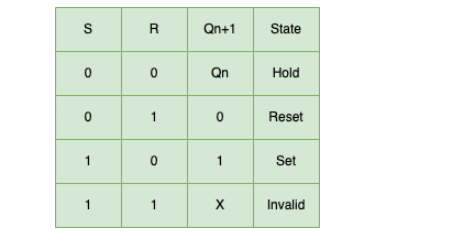 S R Qn+1 State
0 0 Qn Hold
0 1 0 Reset
1 0 1 Set
1 1 X Invalid